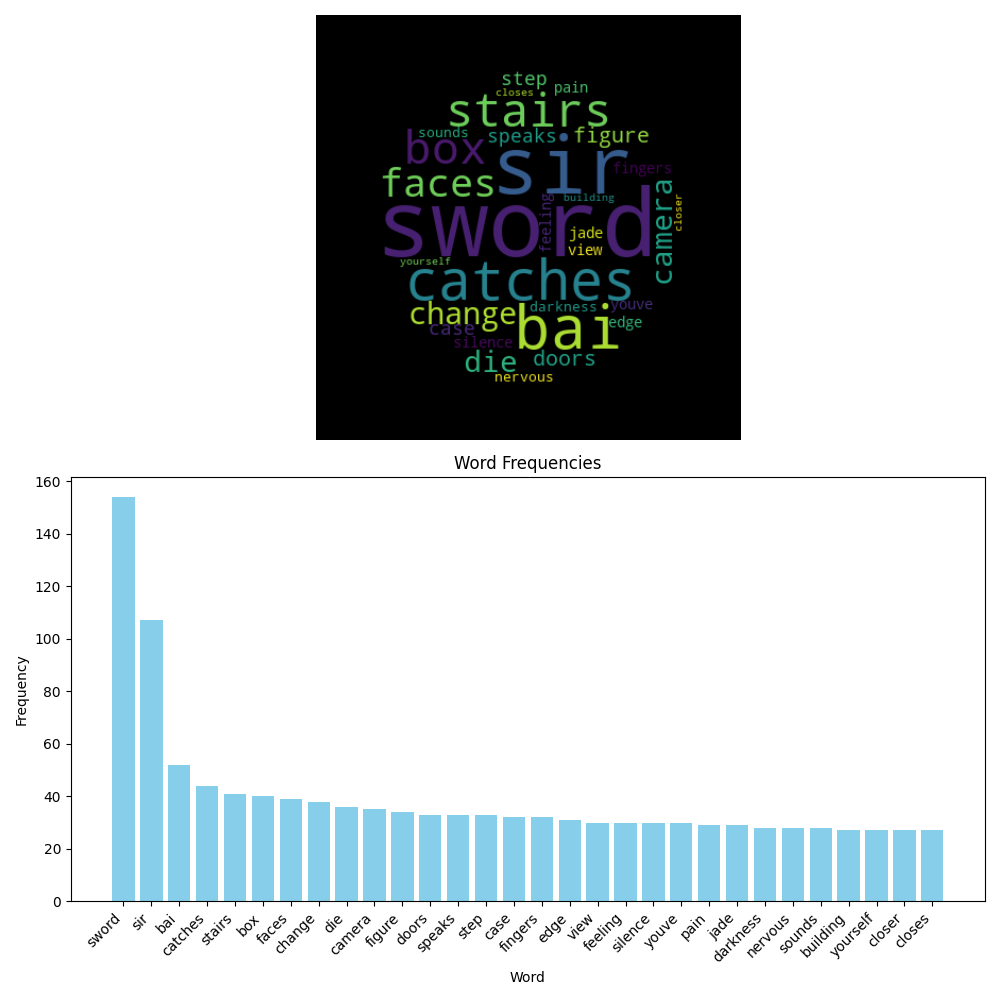 step
closes
pain
stairs
sounds
speaks
figure
box
sir
fingers
faces
building
camera
closer
sword
feeling
jade
view
yourself
catches
change
darkness
youve
case
bai
edge
silence
die
doors
nervous
Word Frequencies
160
140
120
100
80
60
40
20
0
Frequency
sword
sir
bai
catches
stairs
box
faces
change
die
camera
figure
doors
speaks
step
case
fingers
edge
view
feeling
silence
youve
pain
jade
darkness
nervous
sounds
building
yourself
closer
closes
Word